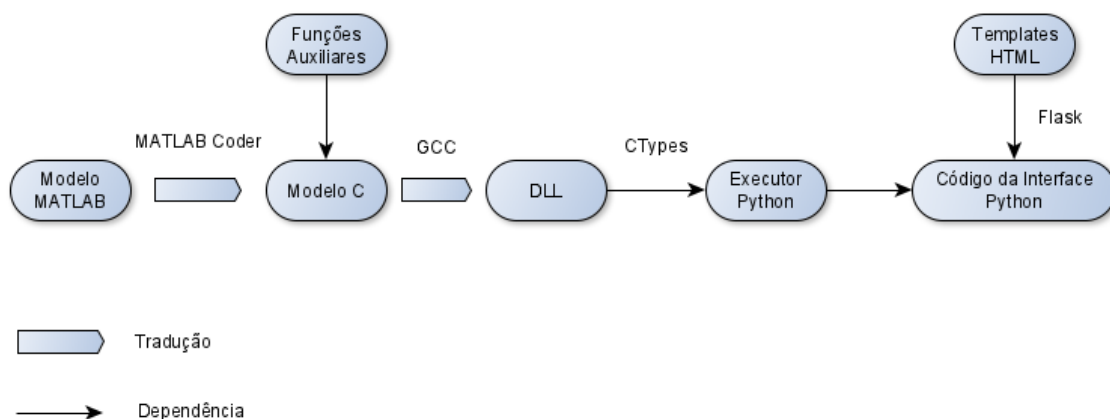 Funções
Auxiliares
Templates
HTML
MATLAB Coder
GCC
CTypes
Flask
Modelo
MATLAB
Modelo C
DLL
Executor
Python
Código da Interface
Python
Tradução
Dependência